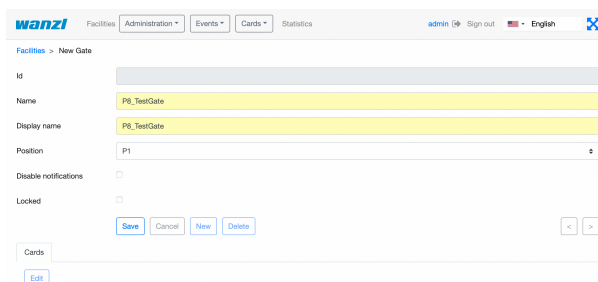 wanzl Facilities Administration Events Cards Statistics admin Sign out English
Facilities > New Gate
Id
Name P8_TestGate
Display name P8_TestGate
Position P1
Disable notifications
Locked
Save Cancel New Delete < >
Cards
Edit